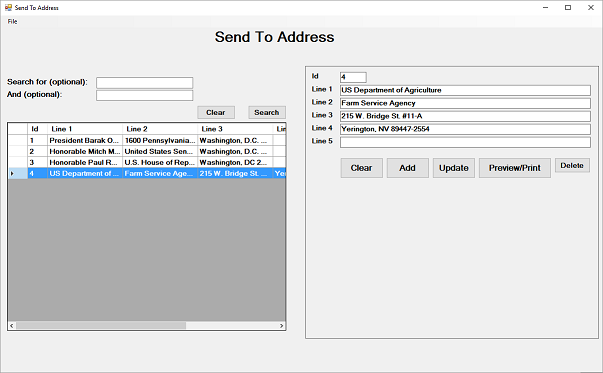 Send To Address
File
Send To Address
Search for (optional):
And (optional):
Clear Search
Id Line 1 Line 2 Line 3 Lin
1 President Barak O... 1600 Pennsylvania... Washington, D.C. ...
2 Honorable Mitch M... United States Sen... Washington, D.C. ...
3 Honorable Paul R... U.S. House of Rep... Washington, DC 2...
4 US Department of ... Farm Service Age... 215 W. Bridge St. ... Yer
Id 4
Line 1 US Department of Agriculture
Line 2 Farm Service Agency
Line 3 215 W. Bridge St. #11-A
Line 4 Yerington, NV 89447-2554
Line 5
Clear Add Update Preview/Print Delete